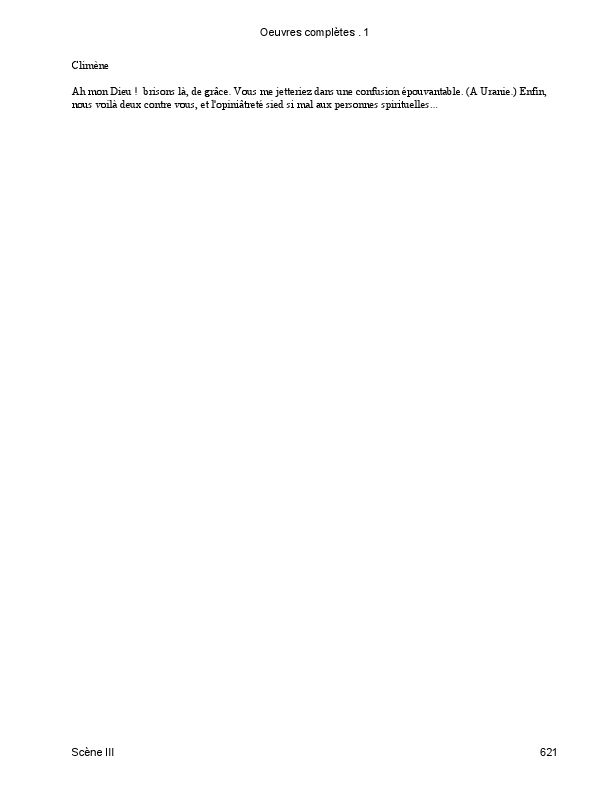 Oeuvres complètes . 1
Climène
Ah mon Dieu !  brisons là, de grâce. Vous me jetteriez dans une confusion épouvantable. (A Uranie.) Enfin,
nous voilà deux contre vous, et l'opiniâtreté sied si mal aux personnes spirituelles...
Scène III 621